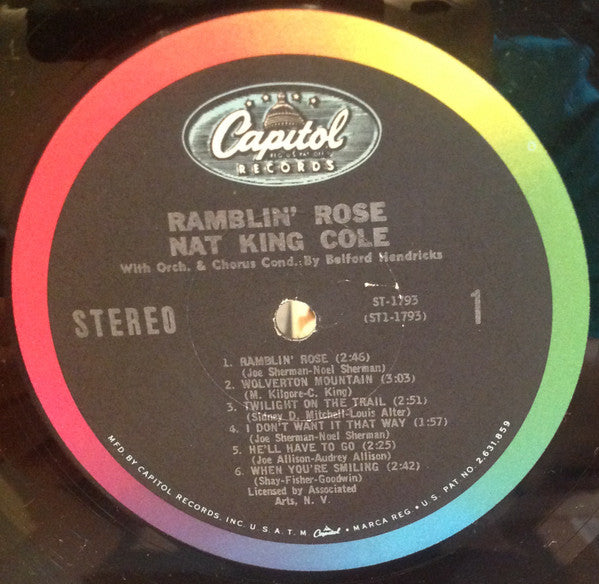 Capitol
REG. U.S. PAT. OFF.
RECORDS
RAMBLIN' ROSE
NAT KING COLE
With Orch. & Chorus Cond. By Belford Hendricks
STEREO
ST-1793
(ST1-1793)
1
1. RAMBLIN' ROSE (2:46)
(Joe Sherman-Noel Sherman)
2. WOLVERTON MOUNTAIN (3:03)
(M. Kilgore-C. King)
3. TWILIGHT ON THE TRAIL (2:51)
(Sidney D. Mitchell-Louis Alter)
4. I DON'T WANT IT THAT WAY (1:57)
(Joe Sherman-Noel Sherman)
5. HE'LL HAVE TO GO (2:25)
(Joe Allison-Audrey Allison)
6. WHEN YOU'RE SMILING (2:42)
(Shay-Fisher-Goodwin)
Licensed by Associated
Arts, N. V.
MFD. BY CAPITOL RECORDS, INC. U.S.A. T.M. Capitol MARCA REG. • U.S. PAT. NO. 2,631,859